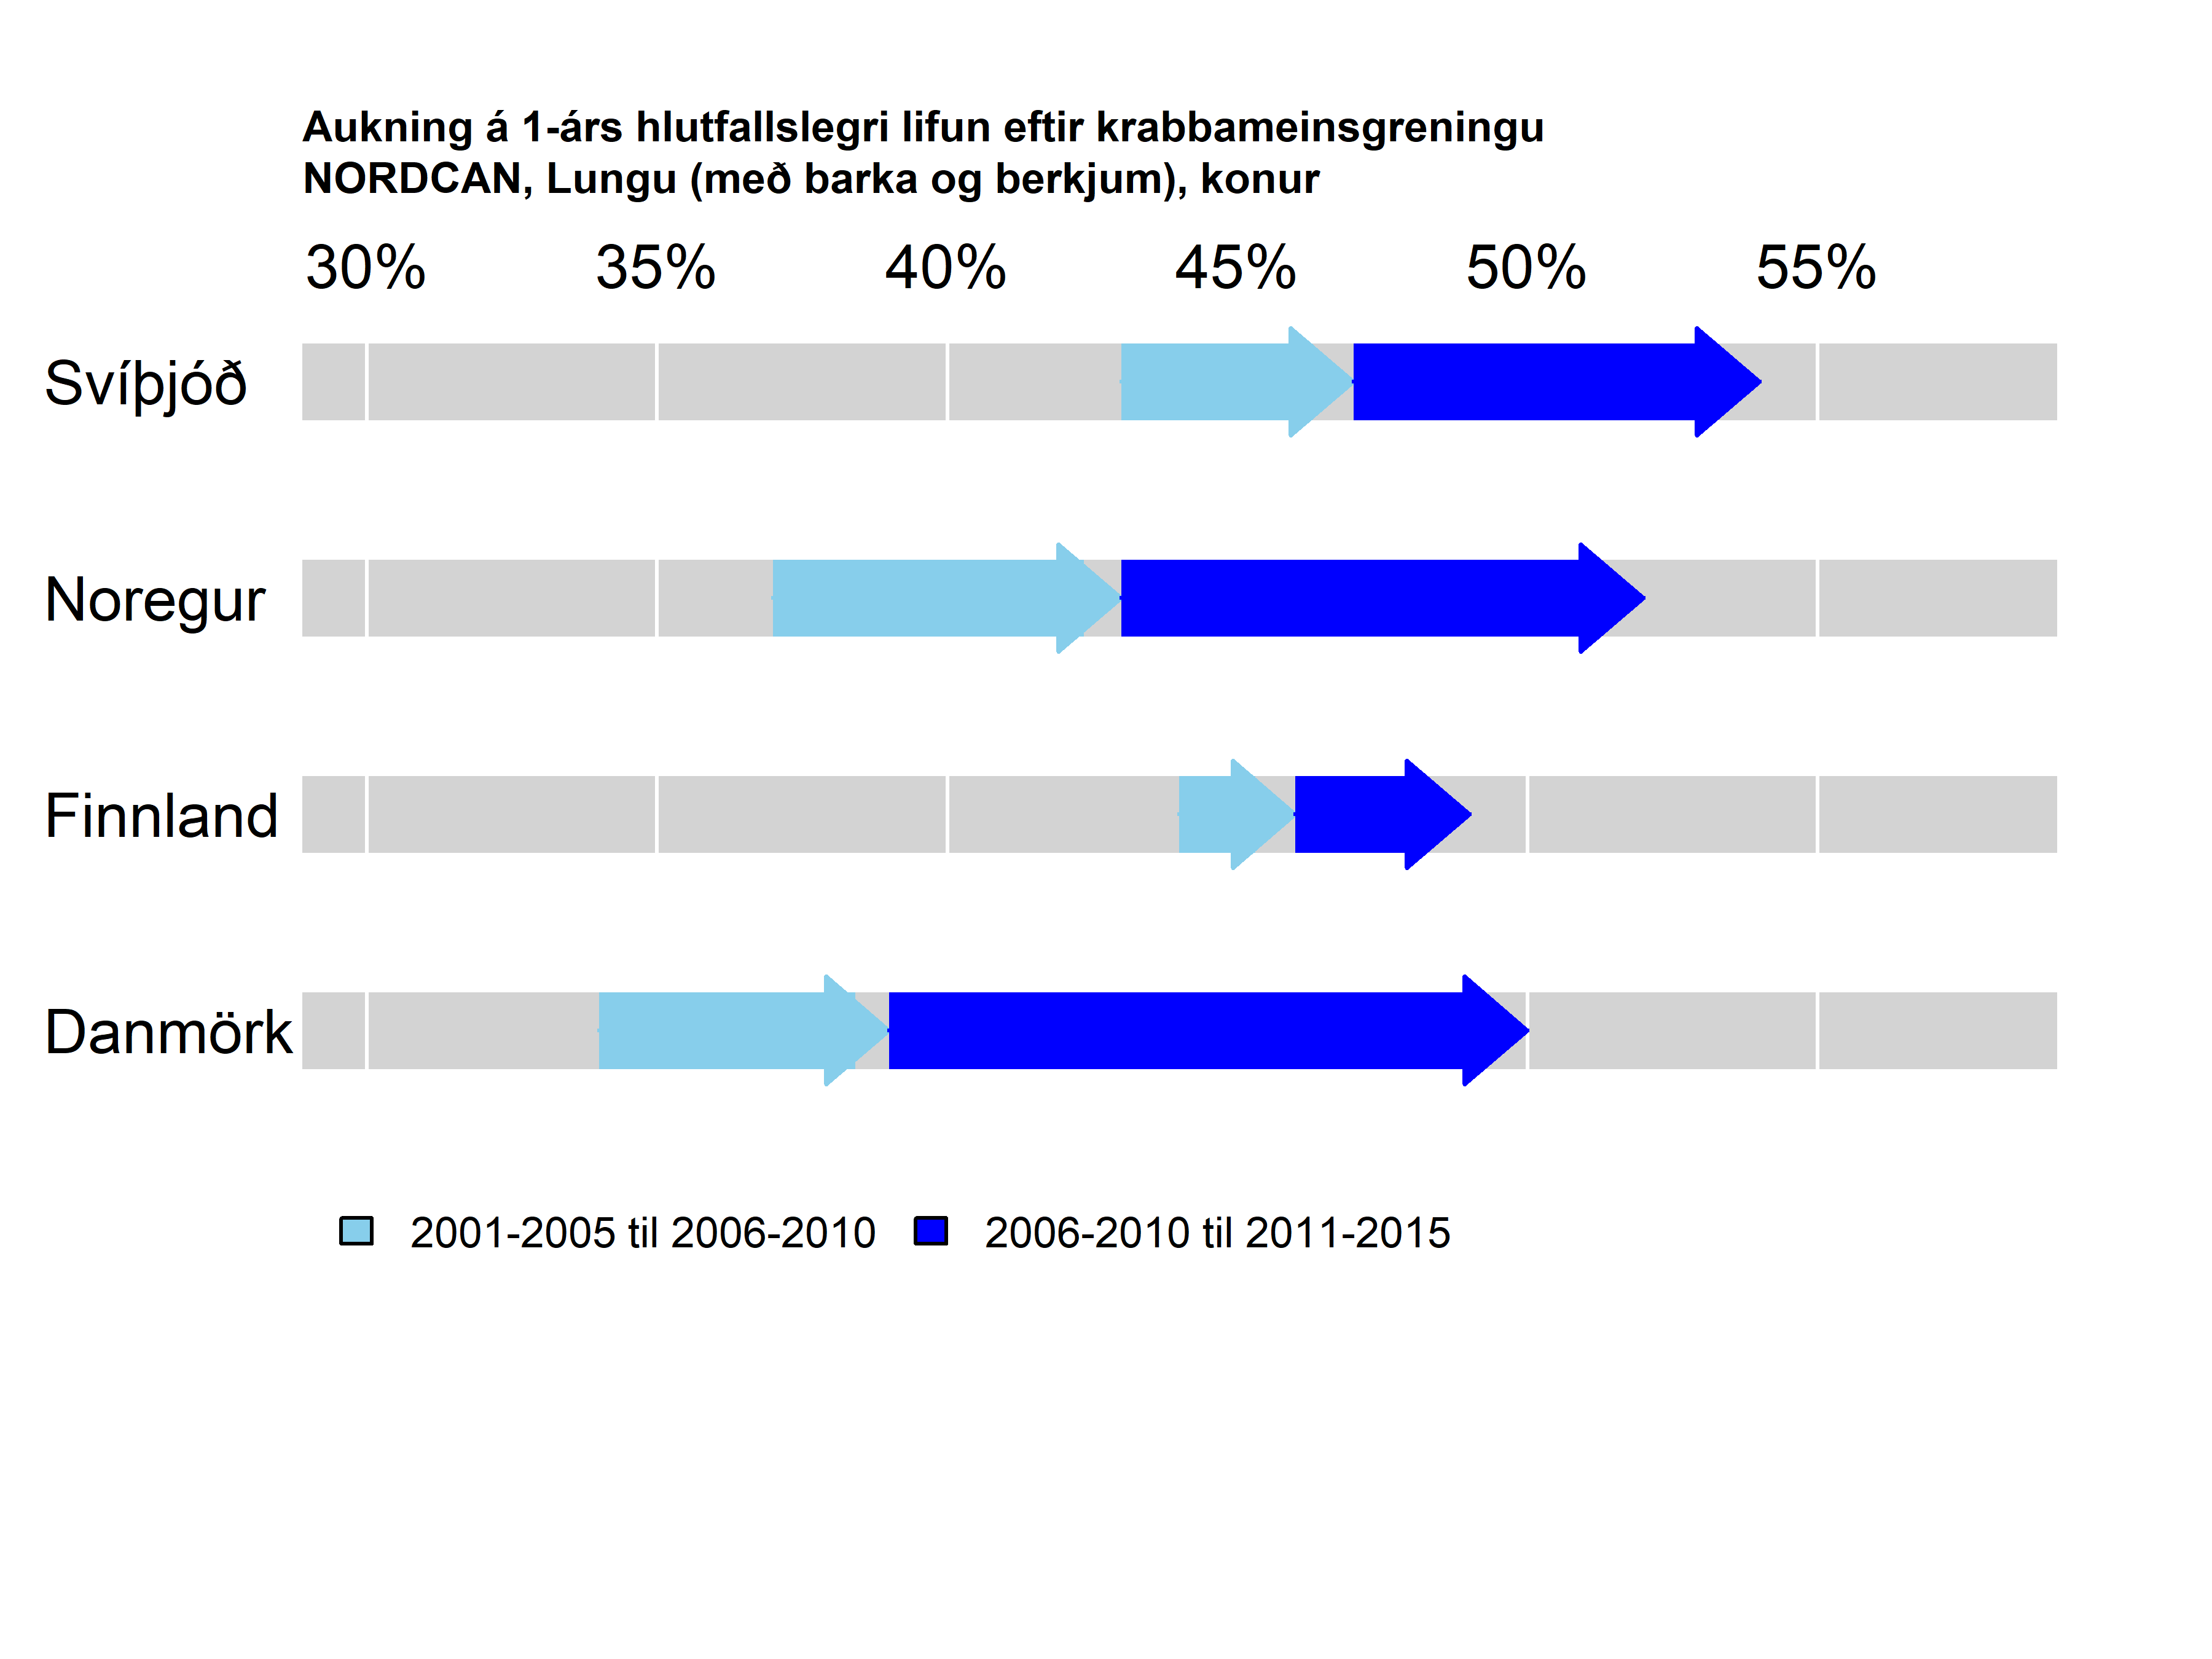 Aukning á 1-árs hlutfallslegri lifun eftir krabbameinsgreningu
NORDCAN, Lungu (með barka og berkjum), konur
30% 35% 40% 45% 50% 55%
Svíþjóð
Noregur
Finnland
Danmörk
2001-2005 til 2006-2010 2006-2010 til 2011-2015